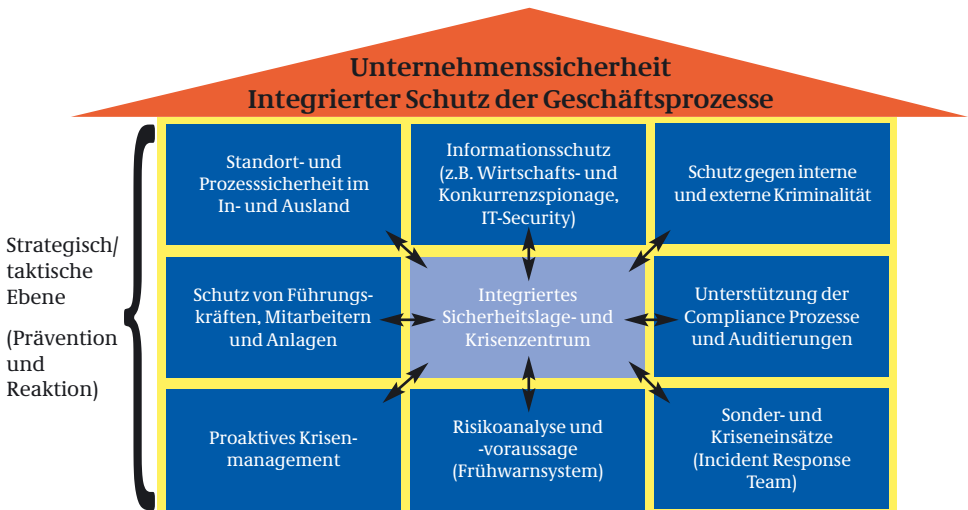 Unternehmenssicherheit
Integrierter Schutz der Geschäftsprozesse
Strategisch/
taktische
Ebene
(Prävention
und
Reaktion)
Standort- und
Prozesssicherheit im
In- und Ausland
Informationsschutz
(z.B. Wirtschafts- und
Konkurrenzspionage,
IT-Security)
Schutz gegen interne
und externe Kriminalität
Schutz von Führungs-
kräften, Mitarbeitern
und Anlagen
Integriertes
Sicherheitslage- und
Krisenzentrum
Unterstützung der
Compliance Prozesse
und Auditierungen
Proaktives Krisen-
management
Risikoanalyse und
-voraussage
(Frühwarnsystem)
Sonder- und
Kriseneinsätze
(Incident Response
Team)